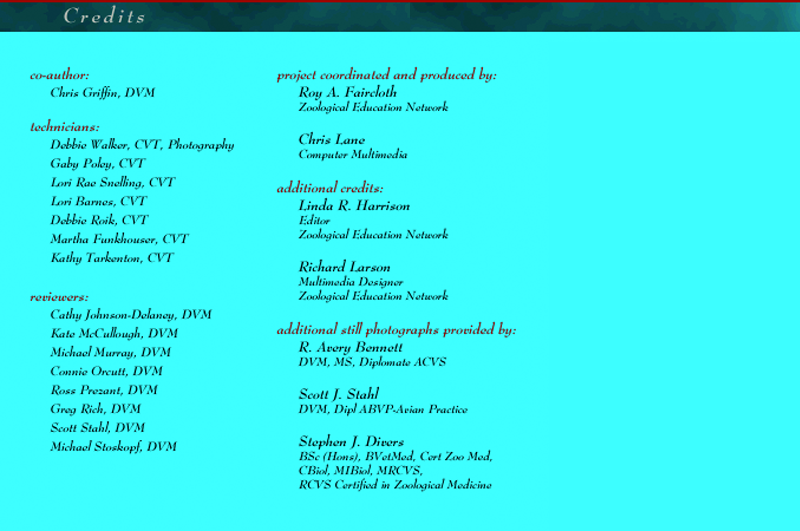 Credits
co-author:
Chris Griffin, DVM
technicians:
Debbie Walker, CVT, Photography
Gaby Poley, CVT
Lori Rae Snelling, CVT
Lori Barnes, CVT
Debbie Roik, CVT
Martha Funkhouser, CVT
Kathy Tarkenton, CVT
reviewers:
Cathy Johnson-Delaney, DVM
Kate McCullough, DVM
Michael Murray, DVM
Connie Orcutt, DVM
Ross Prezant, DVM
Greg Rich, DVM
Scott Stahl, DVM
Michael Stoskopf, DVM
project coordinated and produced by:
Roy A. Faircloth
Zoological Education Network
Chris Lane
Computer Multimedia
additional credits:
Linda R. Harrison
Editor
Zoological Education Network
Richard Larson
Multimedia Designer
Zoological Education Network
additional still photographs provided by:
R. Avery Bennett
DVM, MS, Diplomate ACVS
Scott J. Stahl
DVM, Dipl ABVP-Avian Practice
Stephen J. Divers
BSc (Hons), BVetMed, Cert Zoo Med,
CBiol, MIBiol, MRCVS,
RCVS Certified in Zoological Medicine